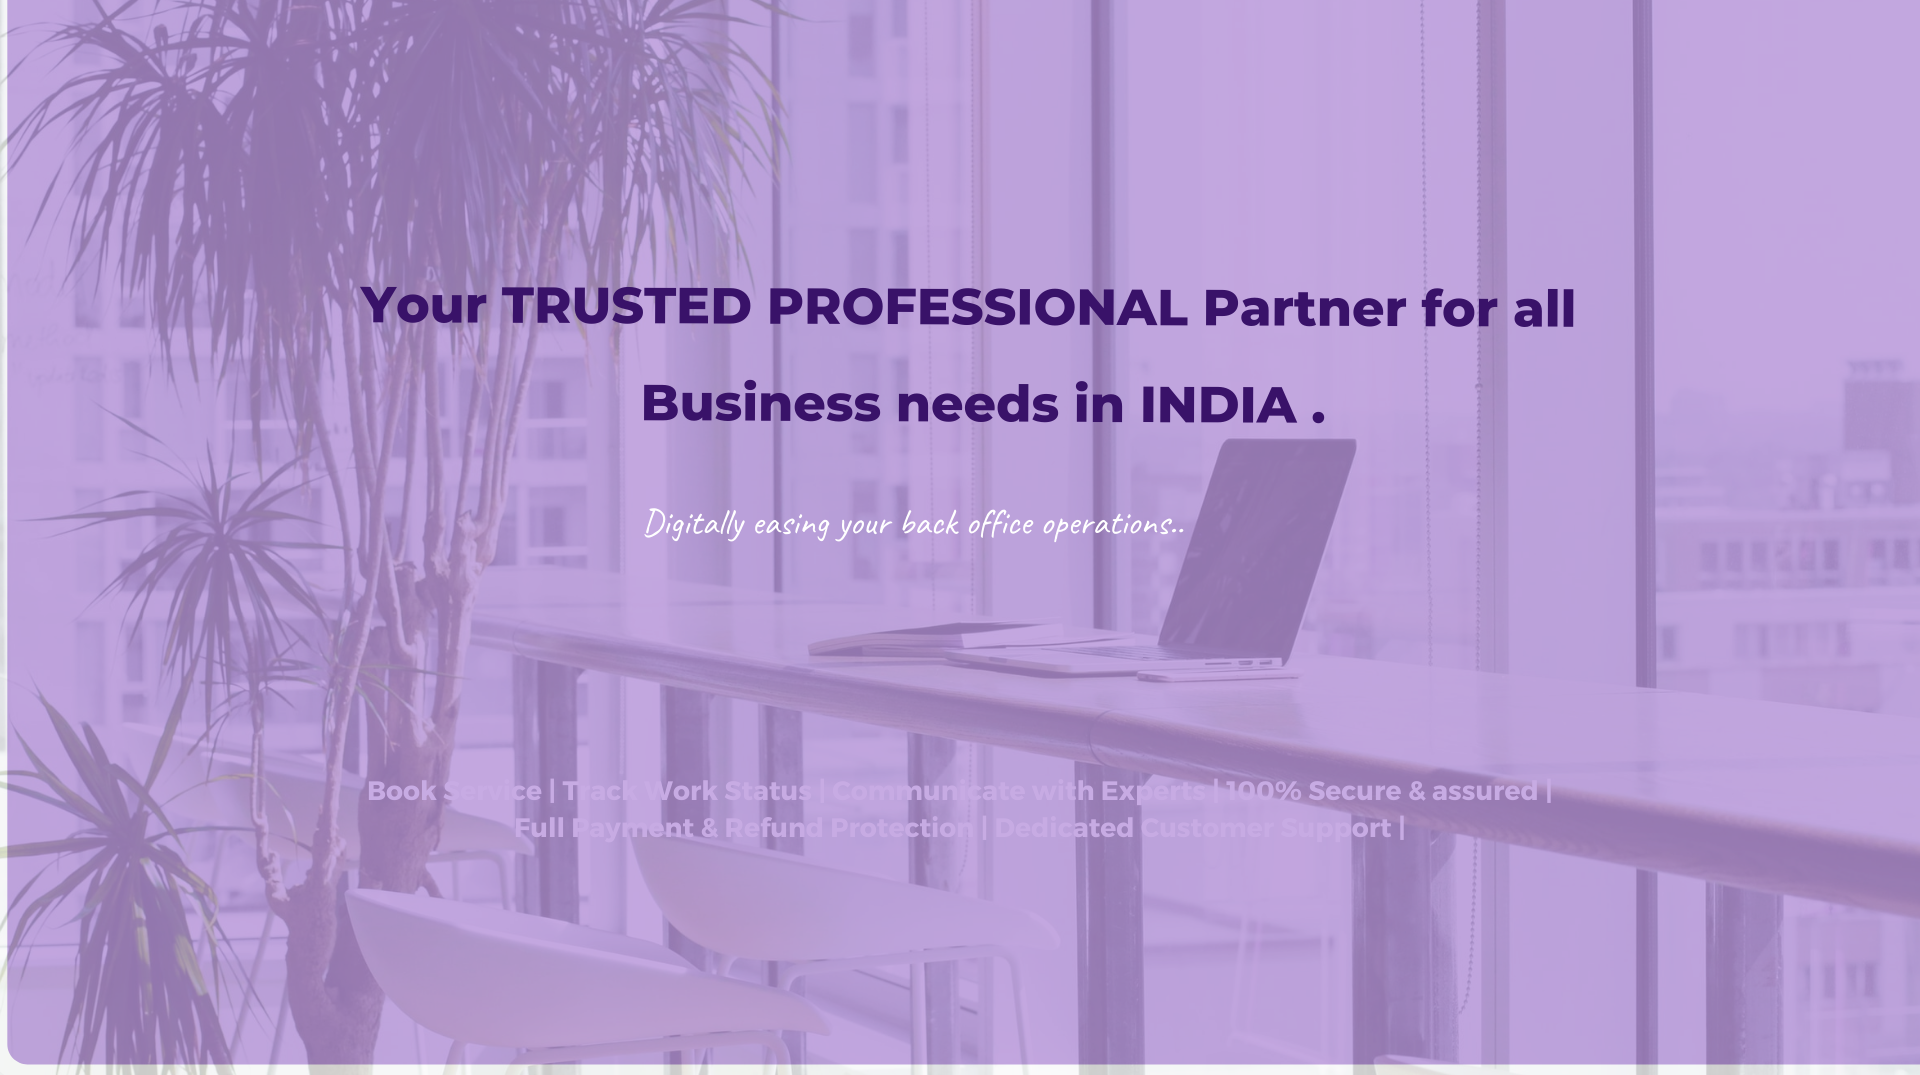 Your TRUSTED PROFESSIONAL Partner for all
Business needs in INDIA .
Digitally easing your back office operations..
Book Service | Track Work Status | Communicate with Experts | 100% Secure & assured |
Full Payment & Refund Protection | Dedicated Customer Support |